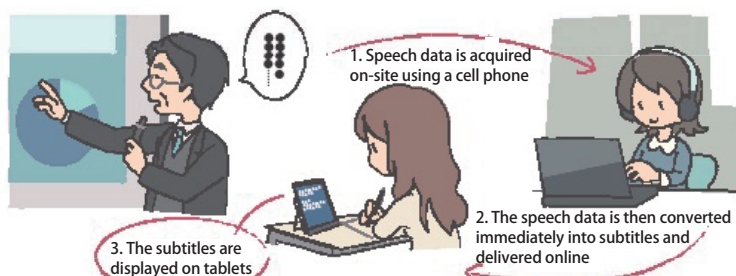 1. Speech data is acquired
on-site using a cell phone
2. The speech data is then converted
immediately into subtitles and
delivered online
3. The subtitles are
displayed on tablets